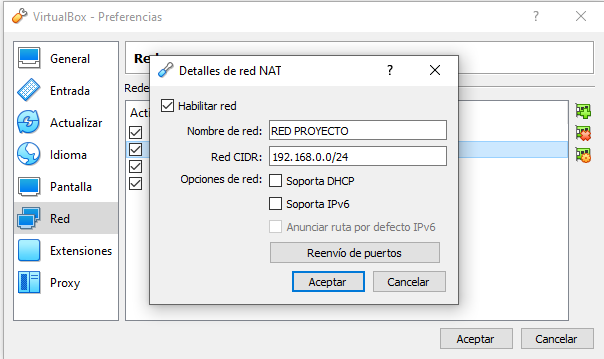 VirtualBox - Preferencias
General
Entrada
Actualizar
Idioma
Pantalla
Red
Extensiones
Proxy
Red
Rede
Acti
Detalles de red NAT
Habilitar red
Nombre de red: RED PROYECTO
Red CIDR: 192.168.0.0/24
Opciones de red: Soporta DHCP
Soporta IPv6
Anunciar ruta por defecto IPv6
Reenvío de puertos
Aceptar Cancelar
Aceptar Cancelar